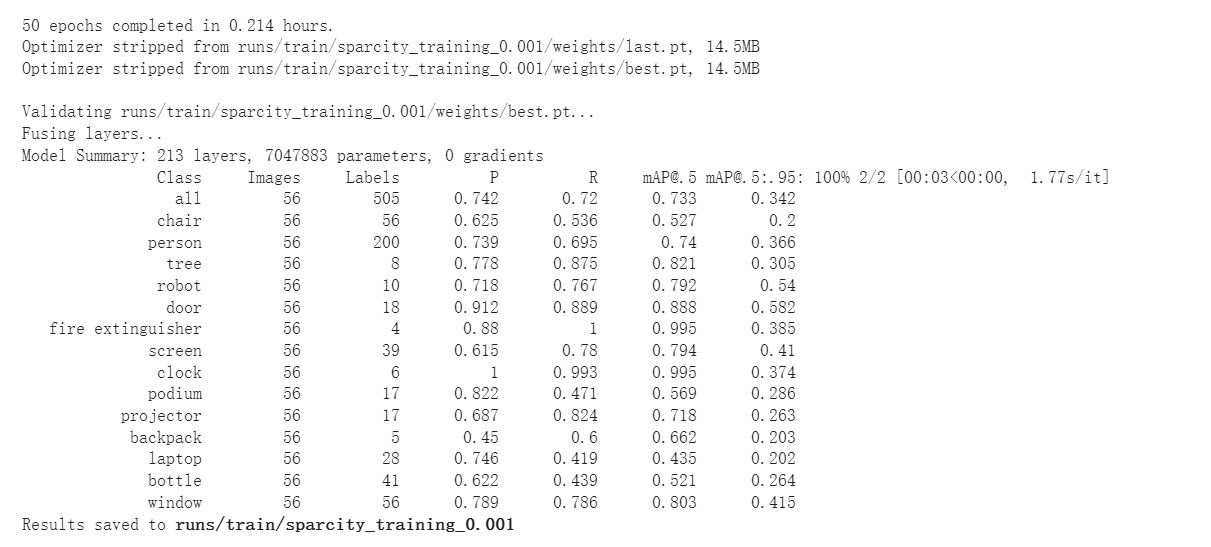 50 epochs completed in 0.214 hours.
Optimizer stripped from runs/train/sparcity_training_0.001/weights/last.pt, 14.5MB
Optimizer stripped from runs/train/sparcity_training_0.001/weights/best.pt, 14.5MB
Validating runs/train/sparcity_training_0.001/weights/best.pt...
Fusing layers...
Model Summary: 213 layers, 7047883 parameters, 0 gradients
Class Images Labels P R mAP@.5 mAP@.5:.95: 100% 2/2 [00:03<00:00, 1.77s/it]
all 56 505 0.742 0.72 0.733 0.342
chair 56 56 0.625 0.536 0.527 0.2
person 56 200 0.739 0.695 0.74 0.366
tree 56 8 0.778 0.875 0.821 0.305
robot 56 10 0.718 0.767 0.792 0.54
door 56 18 0.912 0.889 0.888 0.582
fire extinguisher 56 4 0.88 1 0.995 0.385
screen 56 39 0.615 0.78 0.794 0.41
clock 56 6 1 0.993 0.995 0.374
podium 56 17 0.822 0.471 0.569 0.286
projector 56 17 0.687 0.824 0.718 0.263
backpack 56 5 0.45 0.6 0.662 0.203
laptop 56 28 0.746 0.419 0.435 0.202
bottle 56 41 0.622 0.439 0.521 0.264
window 56 56 0.789 0.786 0.803 0.415
Results saved to runs/train/sparcity_training_0.001